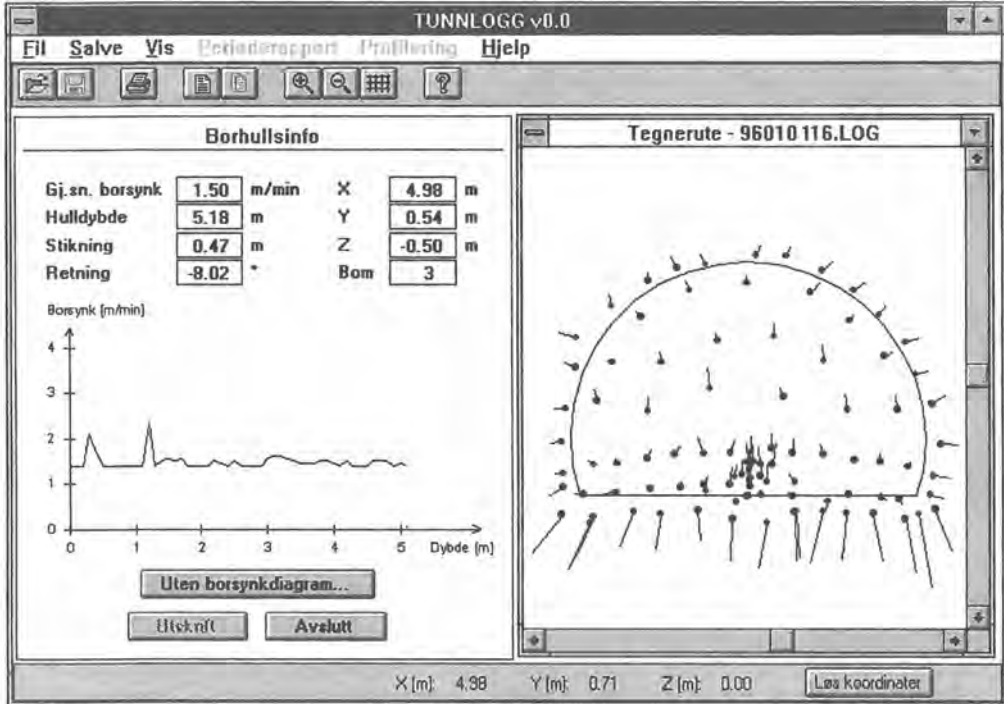 TUNNLOGG v0.0
Fil Salve Vis Perioderapport Profilering Hjelp
Borhullsinfo
Gj.sn. borsynk 1.50 m/min X 4.98 m
Hulldybde 5.18 m Y 0.54 m
Stikning 0.47 m Z -0.50 m
Retning -8.02 ° Bom 3
Borsynk [m/min]
4
3
2
1
0
0 1 2 3 4 5 Dybde [m]
Uten borsynkdiagram...
Utskrift Avslutt
Tegnerute - 96010116.LOG
X [m]: 4.98 Y [m]: 0.71 Z [m]: 0.00 Løs koordinater